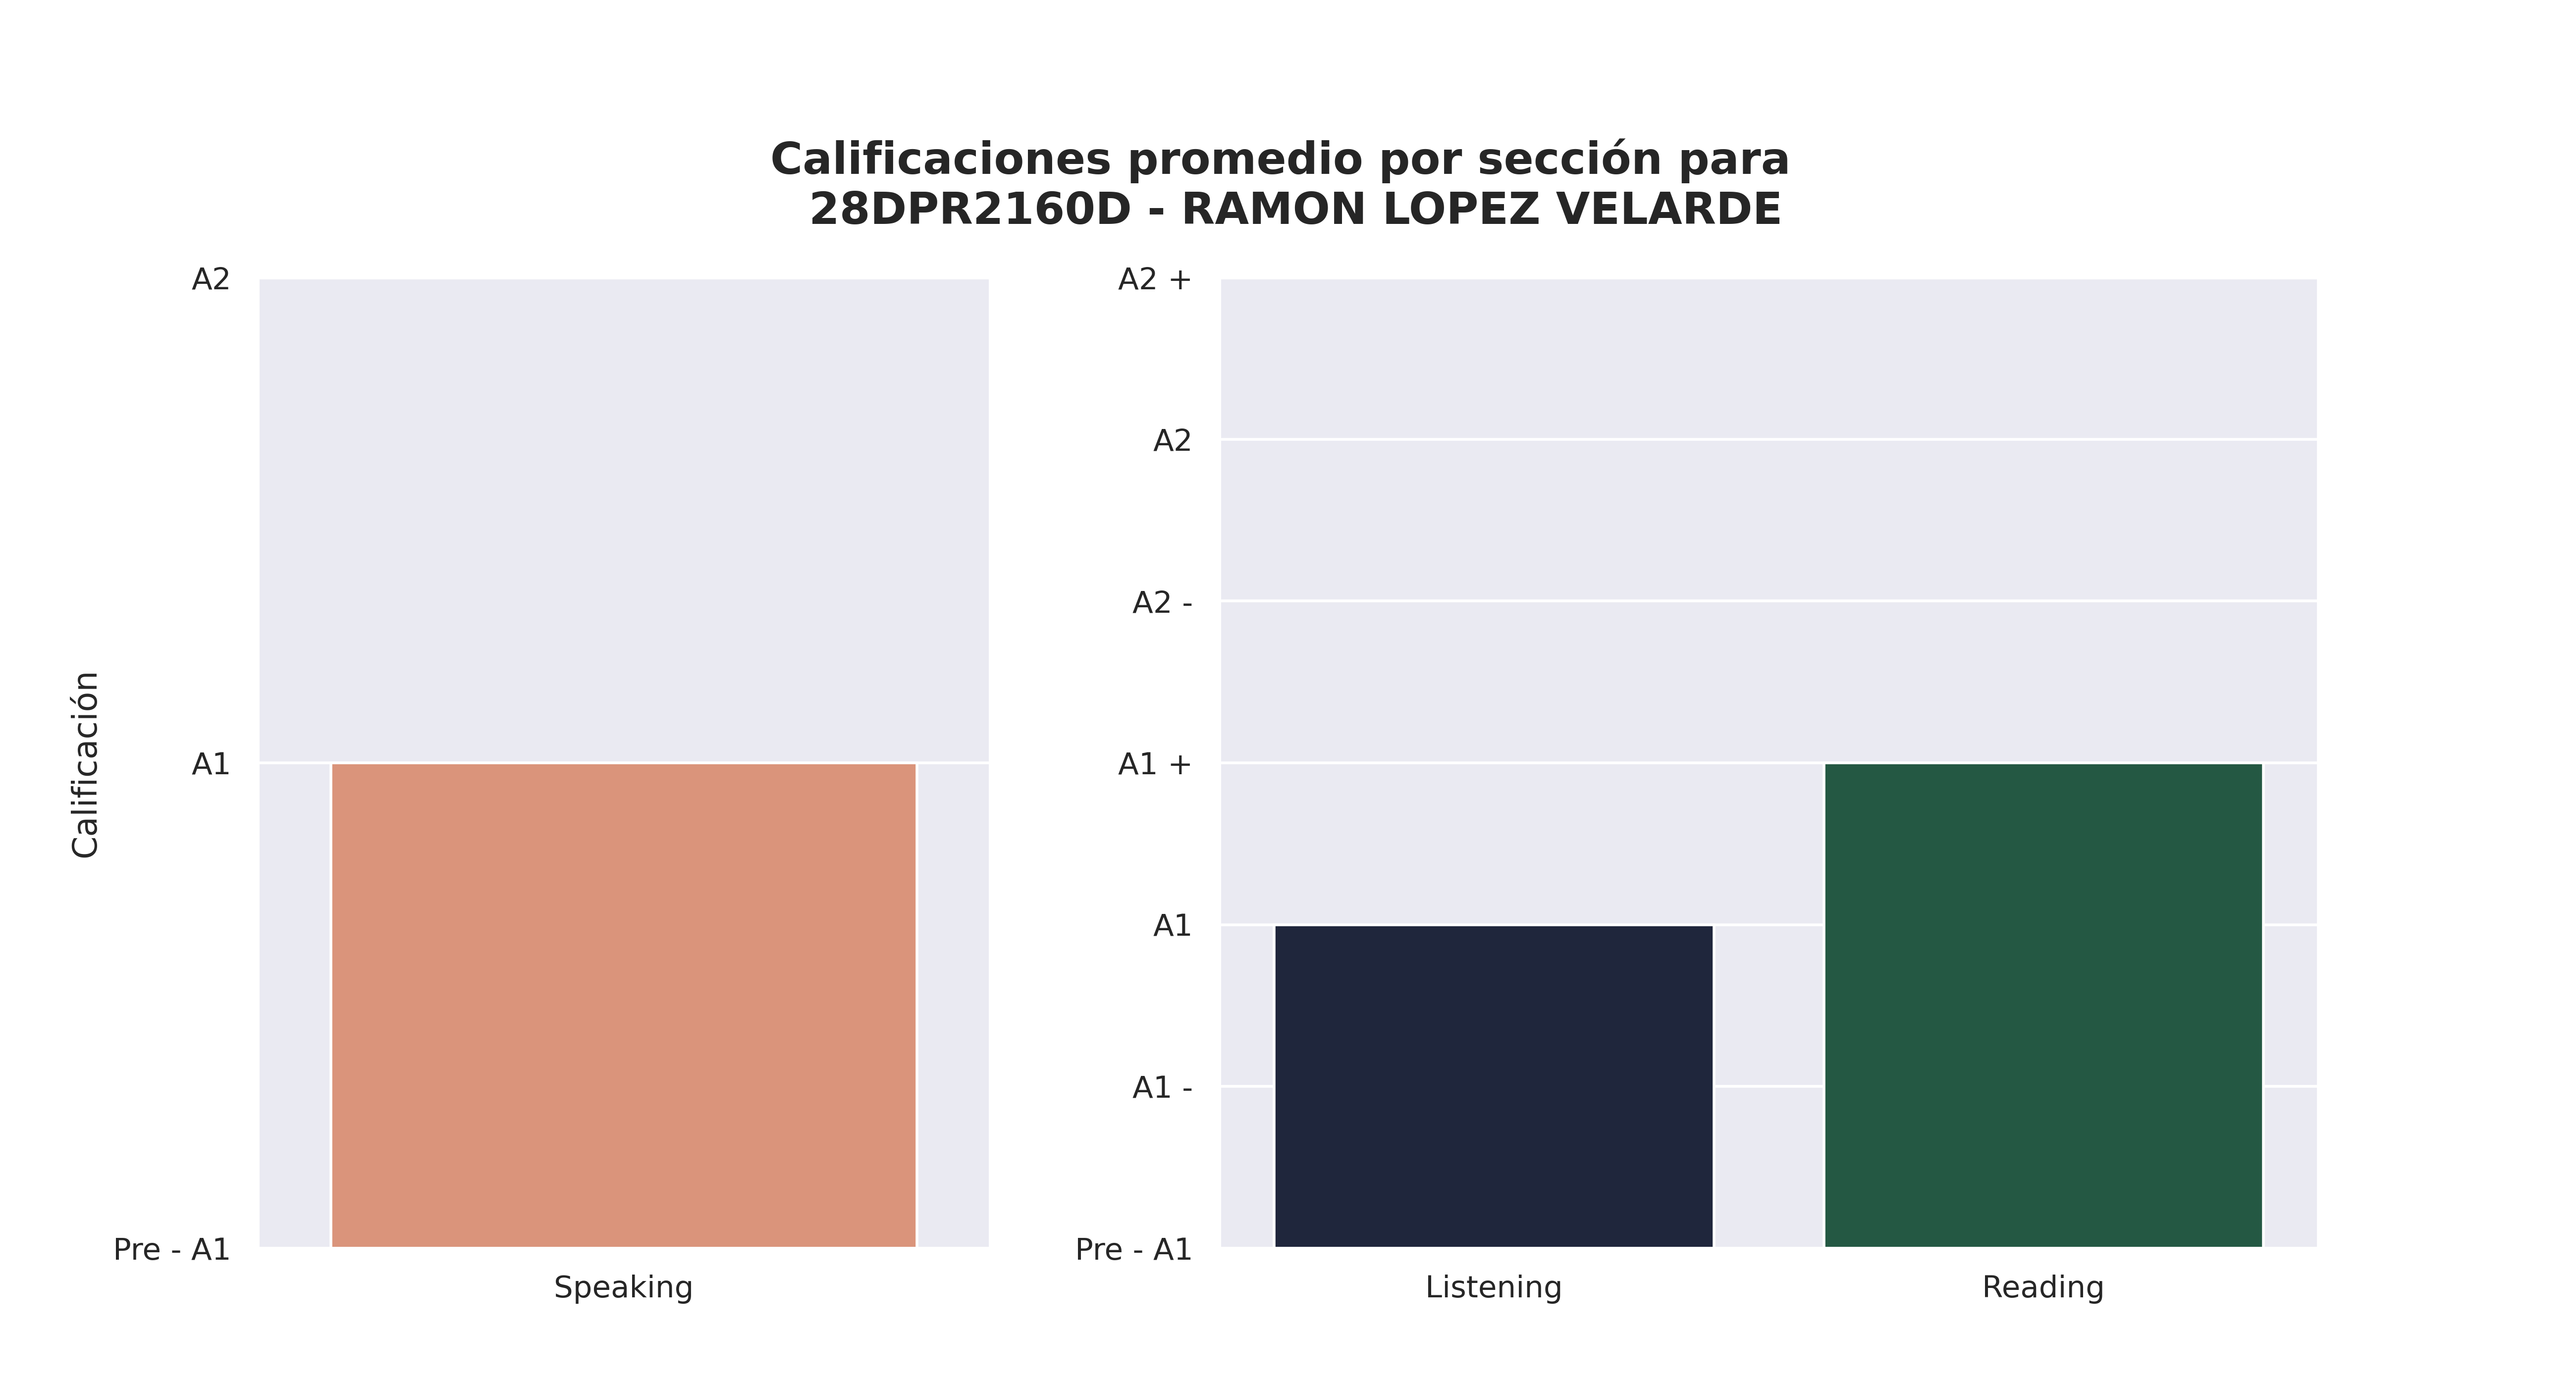 Calificaciones promedio por sección para
28DPR2160D - RAMON LOPEZ VELARDE
Calificación
A2
A1
Pre - A1
Speaking
A2 +
A2
A2 -
A1 +
A1
A1 -
Pre - A1
Listening
Reading